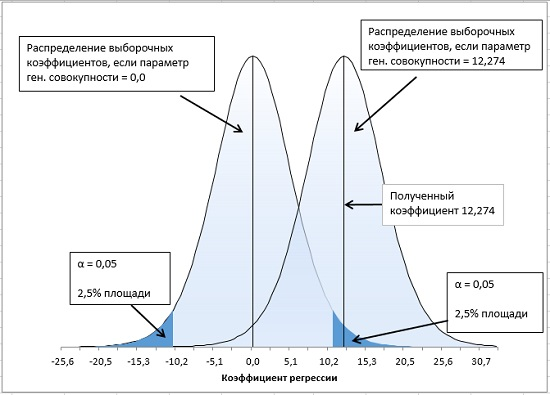 Распределение выборочных
коэффициентов, если параметр
ген. совокупности = 0,0
Распределение выборочных
коэффициентов, если параметр
ген. совокупности = 12,274
Полученный
коэффициент 12,274
α = 0,05
2,5% площади
α = 0,05
2,5% площади
-25,6 -20,5 -15,3 -10,2 -5,1 0,0 5,1 10,2 15,3 20,5 25,6 30,7
Коэффициент регрессии